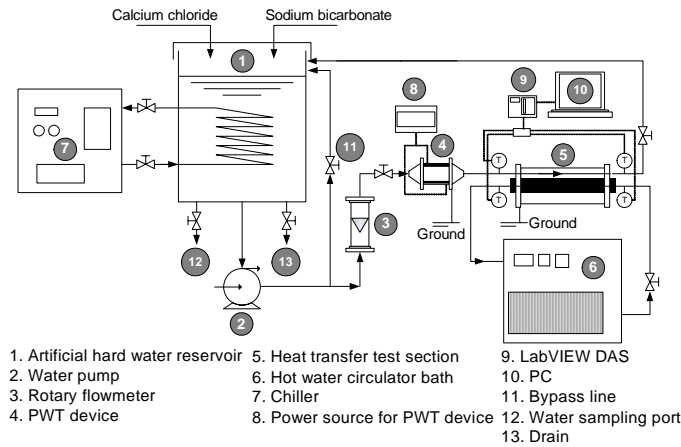 Calcium chloride Sodium bicarbonate
1
8
9
10
7
11
4
5
T T
T T
3
Ground
Ground
12
13
6
2
1. Artificial hard water reservoir
2. Water pump
3. Rotary flowmeter
4. PWT device
5. Heat transfer test section
6. Hot water circulator bath
7. Chiller
8. Power source for PWT device
9. LabVIEW DAS
10. PC
11. Bypass line
12. Water sampling port
13. Drain